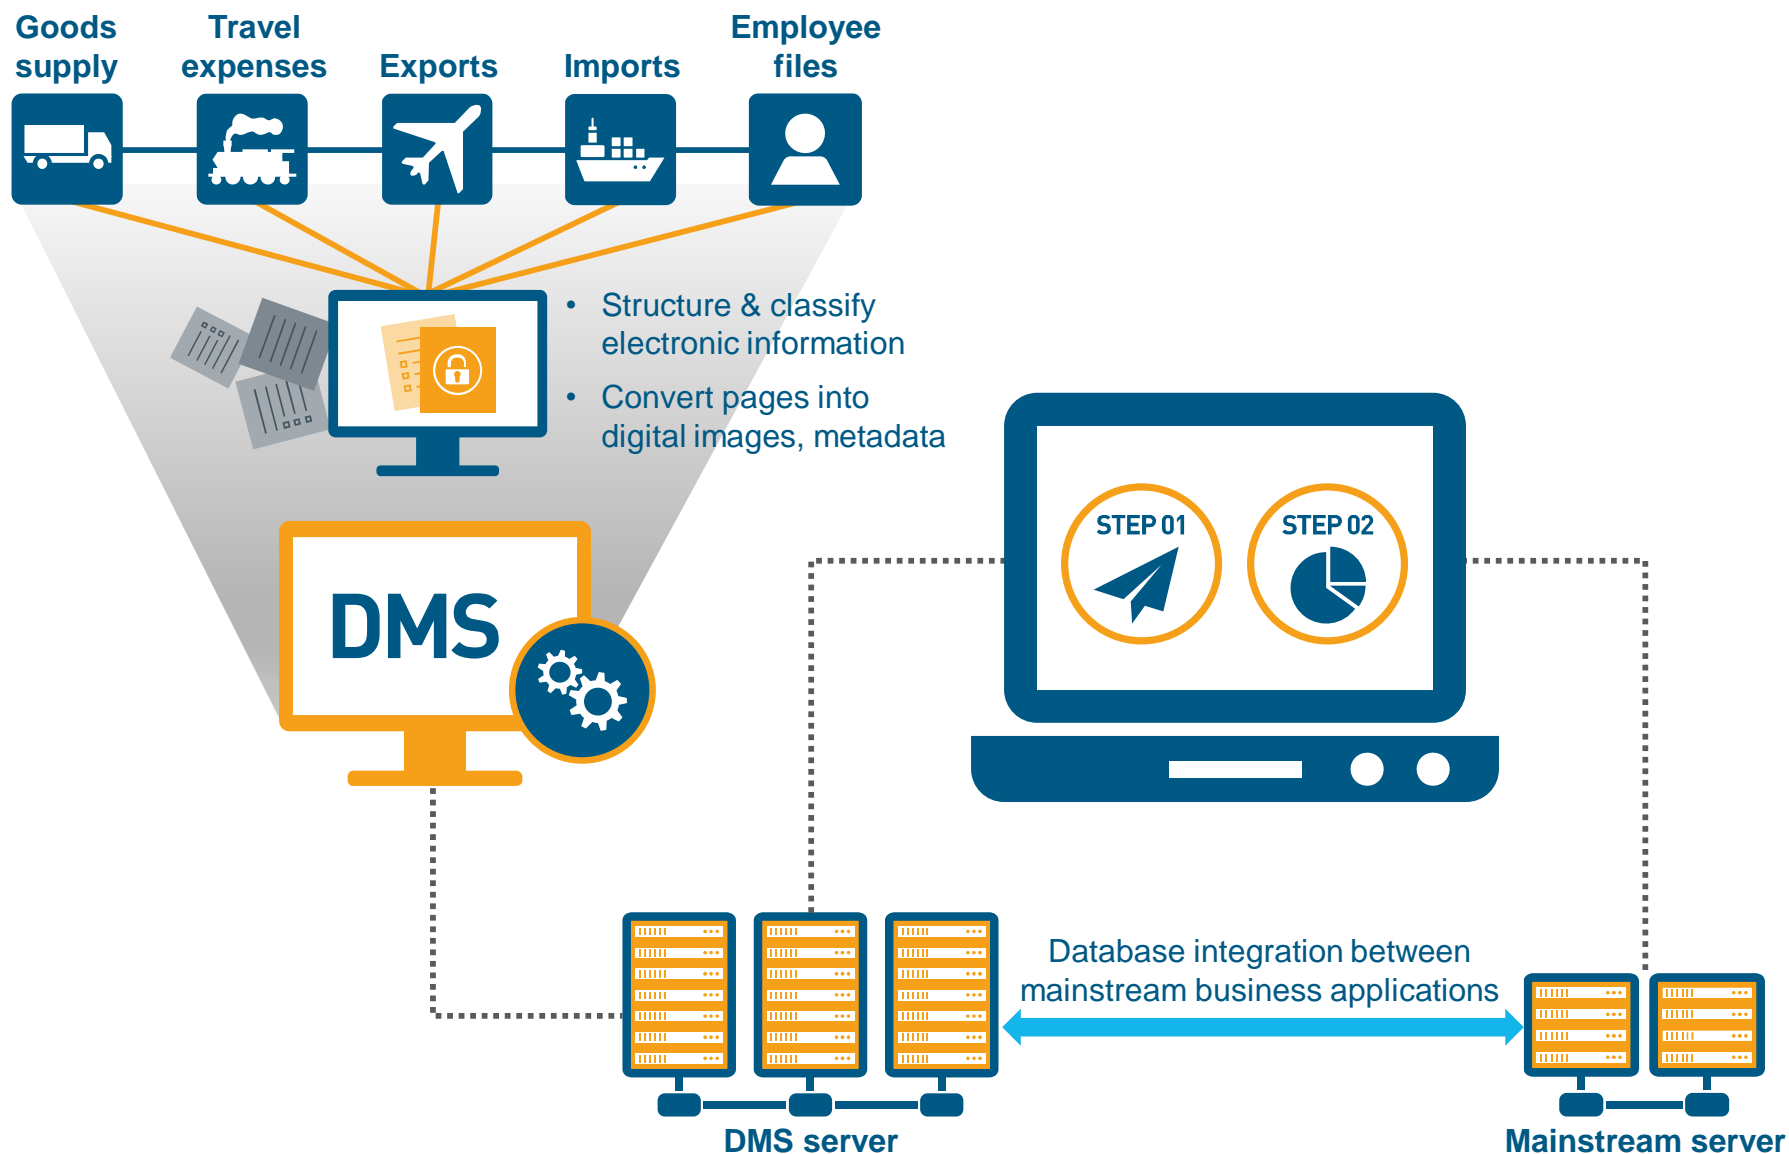 Goods
supply
Travel
expenses
Exports
Imports
Employee
files
• Structure & classify
electronic information
• Convert pages into
digital images, metadata
DMS
STEP 01
STEP 02
Database integration between
mainstream business applications
DMS server
Mainstream server